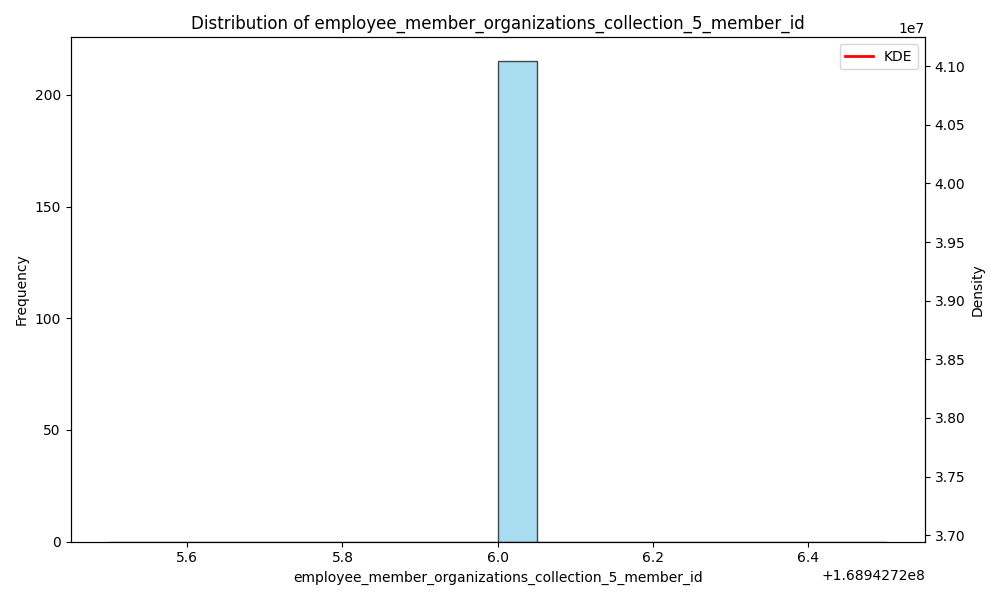 Distribution of employee_member_organizations_collection_5_member_id
1e7
KDE
200
150
100
50
0
Frequency
4.10
4.05
4.00
3.95
3.90
3.85
3.80
3.75
3.70
Density
5.6 5.8 6.0 6.2 6.4
+1.6894272e8
employee_member_organizations_collection_5_member_id